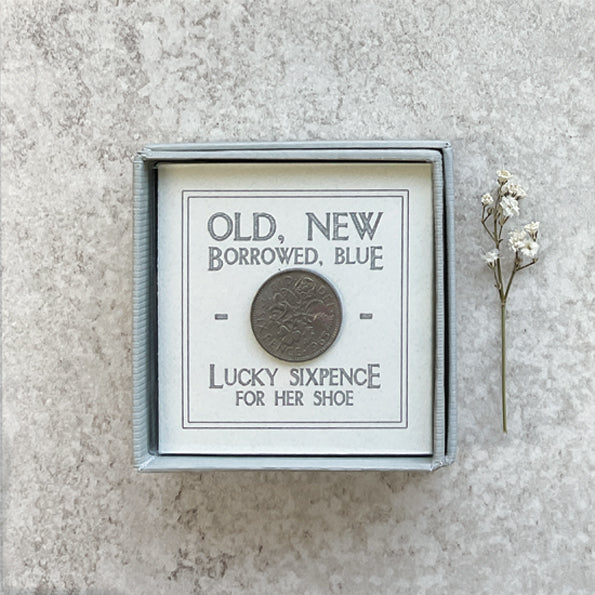 OLD, NEW
BORROWED, BLUE
LUCKY SIXPENCE
FOR HER SHOE